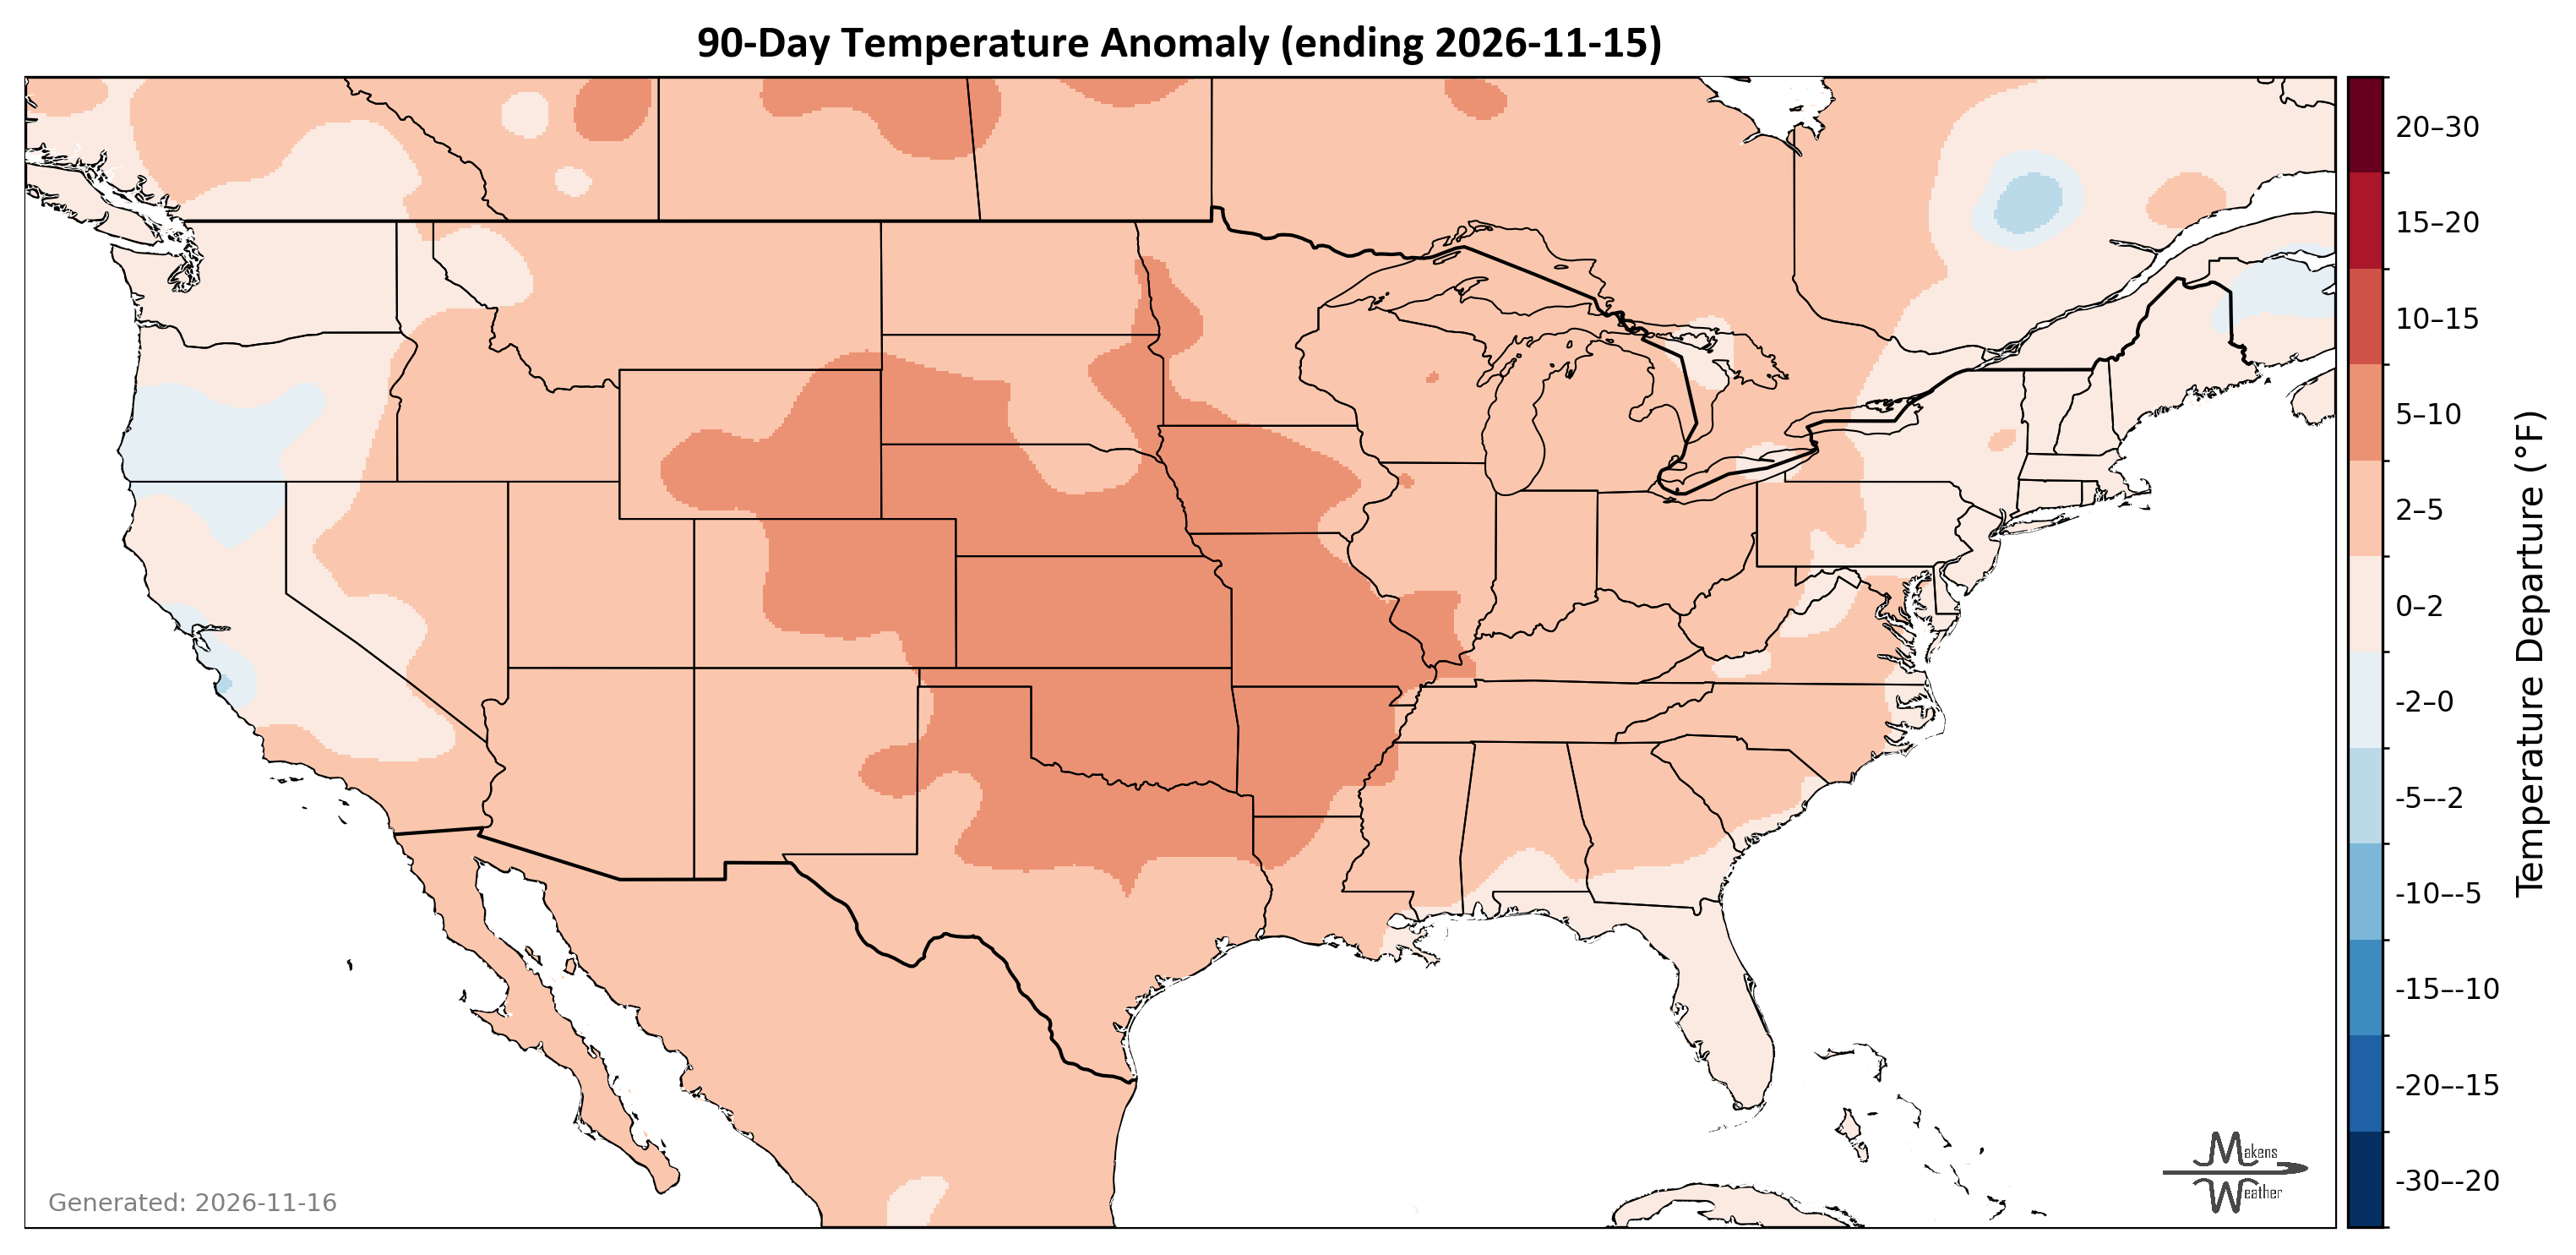 90-Day Temperature Anomaly (ending 2026-11-15)
20–30
15–20
10–15
5–10
2–5
0–2
-2–0
-5–-2
-10–-5
-15–-10
-20–-15
-30–-20
Temperature Departure (°F)
Generated: 2026-11-16
Makens
Weather